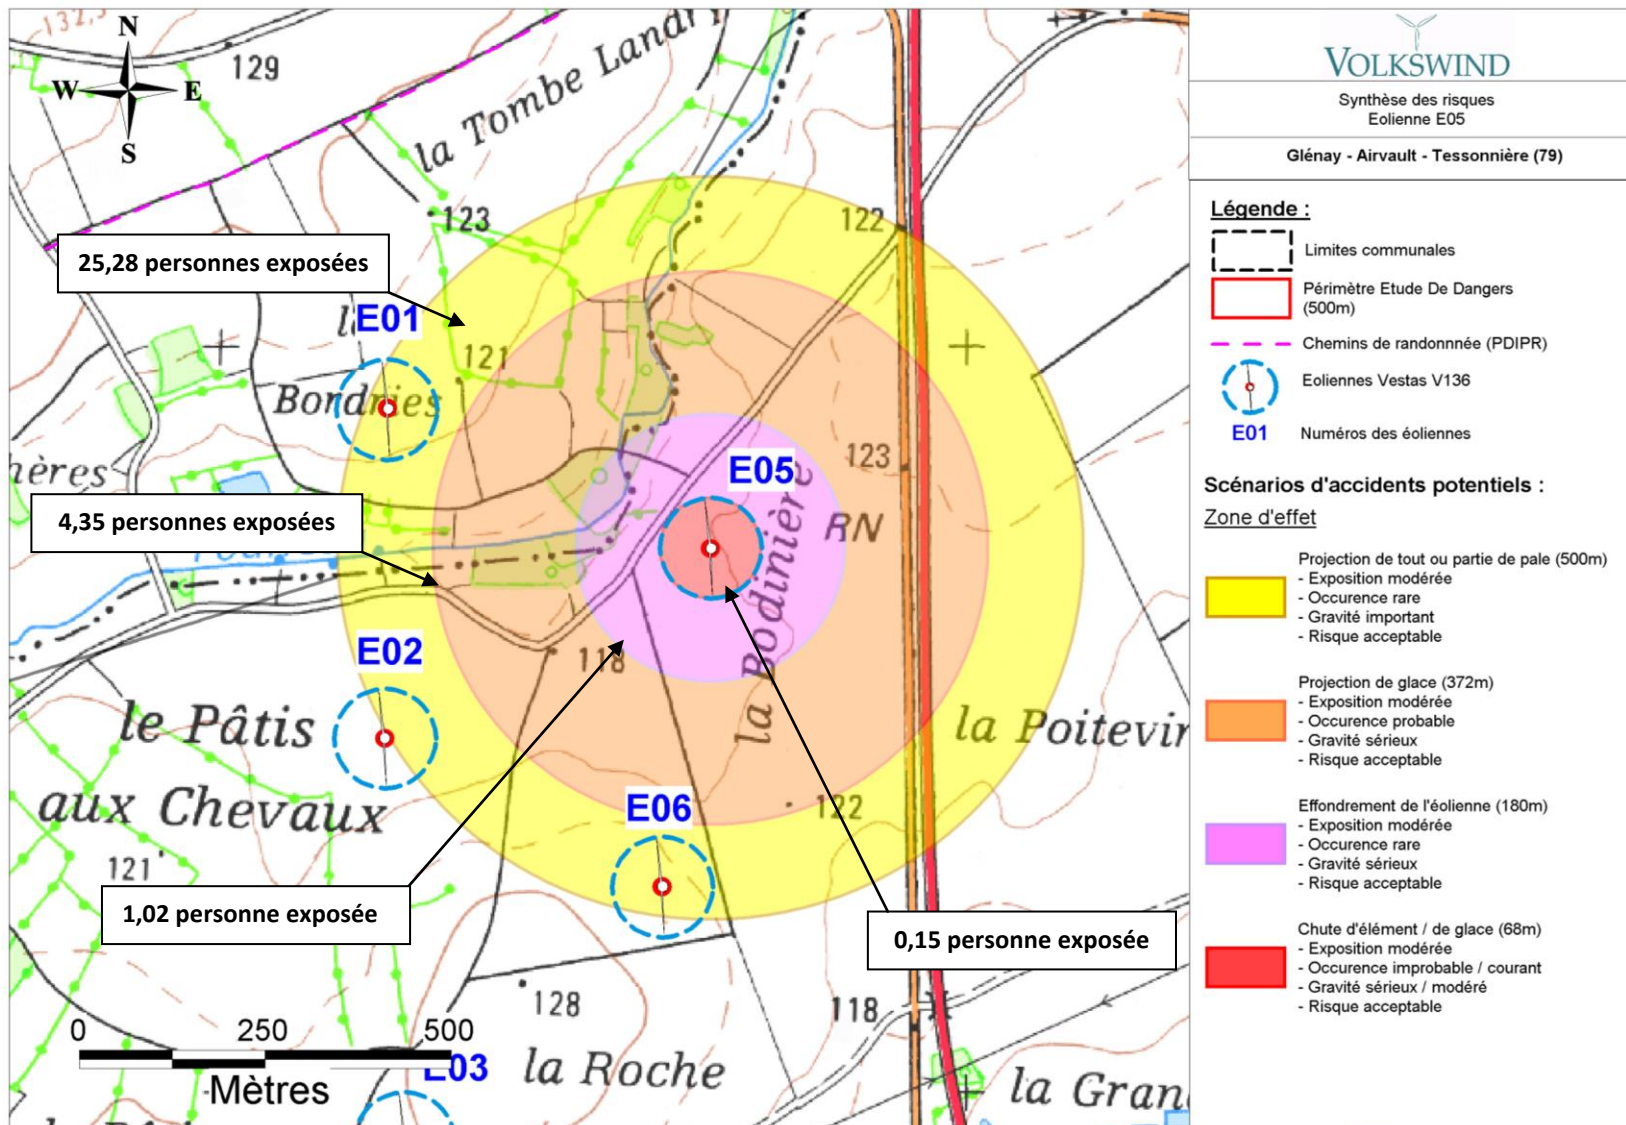 132,5
N
W
E
S
129
la Tombe Landr
123
122
25,28 personnes exposées
E01
121
Bordries
hères
E05
123
RN
4,35 personnes exposées
la Bodinière
118
E02
le Pâtis
aux Chevaux
la Poitevin
E06
122
121
1,02 personne exposée
0,15 personne exposée
128
118
0 250 500
Mètres
E03
la Roche
la Gran
VOLKSWIND
Synthèse des risques
Eolienne E05
Glénay - Airvault - Tessonnière (79)
Légende :
Limites communales
Périmètre Etude De Dangers
(500m)
Chemins de randonnnée (PDIPR)
Eoliennes Vestas V136
E01 Numéros des éoliennes
Scénarios d'accidents potentiels :
Zone d'effet
Projection de tout ou partie de pale (500m)
- Exposition modérée
- Occurence rare
- Gravité important
- Risque acceptable
Projection de glace (372m)
- Exposition modérée
- Occurence probable
- Gravité sérieux
- Risque acceptable
Effondrement de l'éolienne (180m)
- Exposition modérée
- Occurence rare
- Gravité sérieux
- Risque acceptable
Chute d'élément / de glace (68m)
- Exposition modérée
- Occurence improbable / courant
- Gravité sérieux / modéré
- Risque acceptable